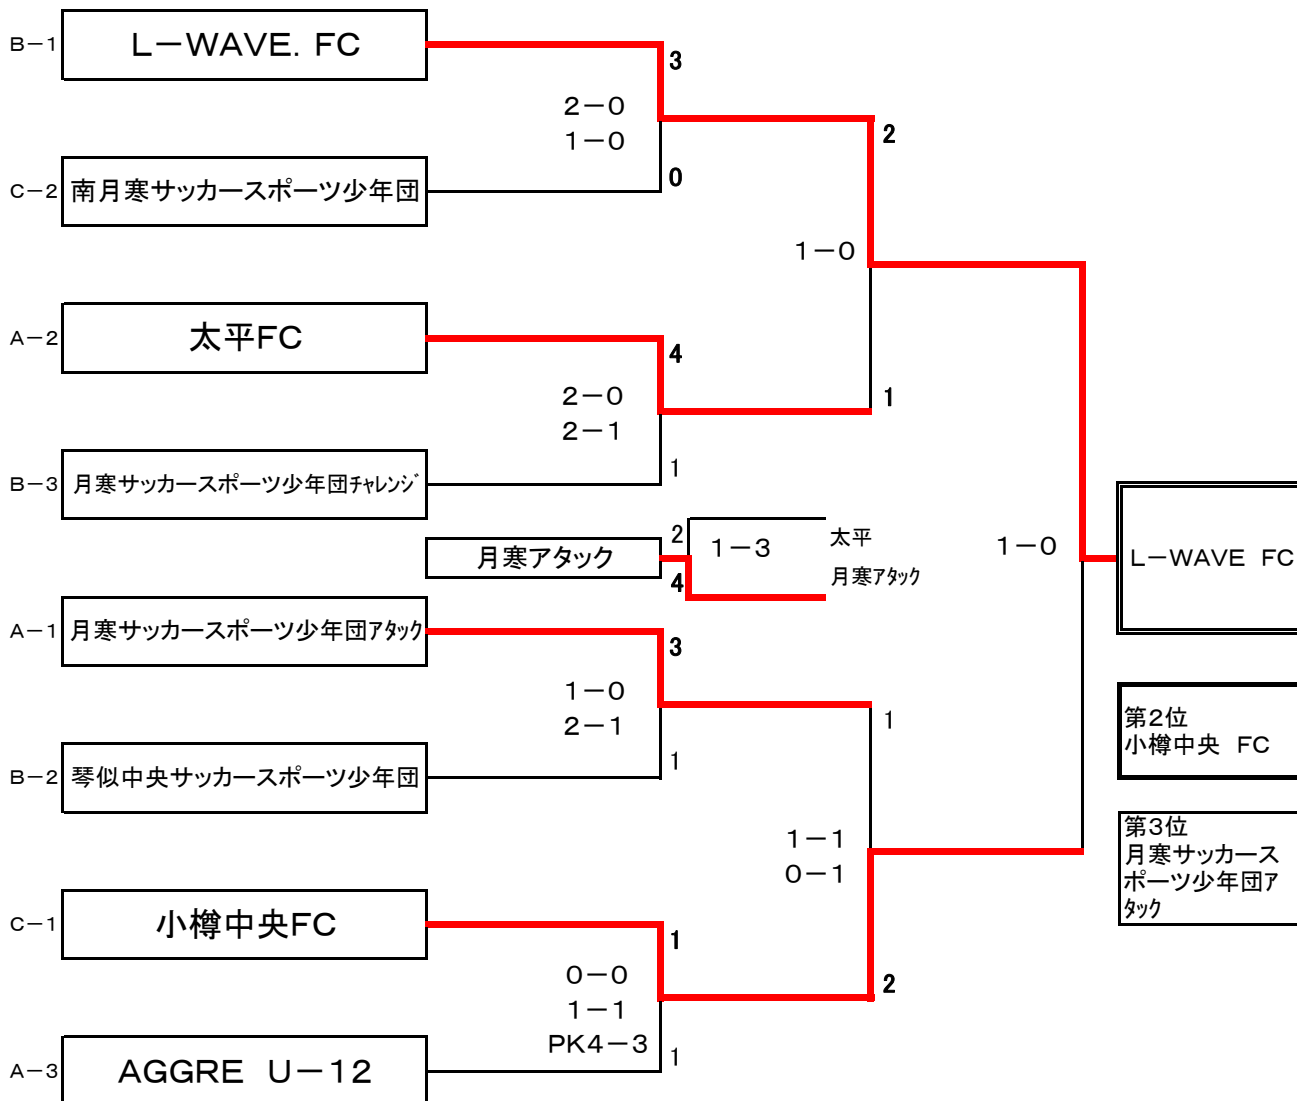 B－1
L－WAVE．FC
3
2－0
1－0
2
C－2
南月寒サッカースポーツ少年団
0
1－0
A－2
太平FC
4
2－0
2－1
1
B－3
月寒サッカースポーツ少年団ﾁｬﾚﾝｼﾞ
1
月寒アタック
2
4
1－3
太平
月寒ｱﾀｯｸ
1－0
L－WAVE　FC
A－1
月寒サッカースポーツ少年団ｱﾀｯｸ
3
1－0
2－1
1
B－2
琴似中央サッカースポーツ少年団
1
第2位
小樽中央　FC
1－1
0－1
第3位
月寒サッカース
ポーツ少年団ｱ
ﾀｯｸ
C－1
小樽中央FC
1
0－0
1－1
PK4－3
2
A－3
AGGRE　U－12
1